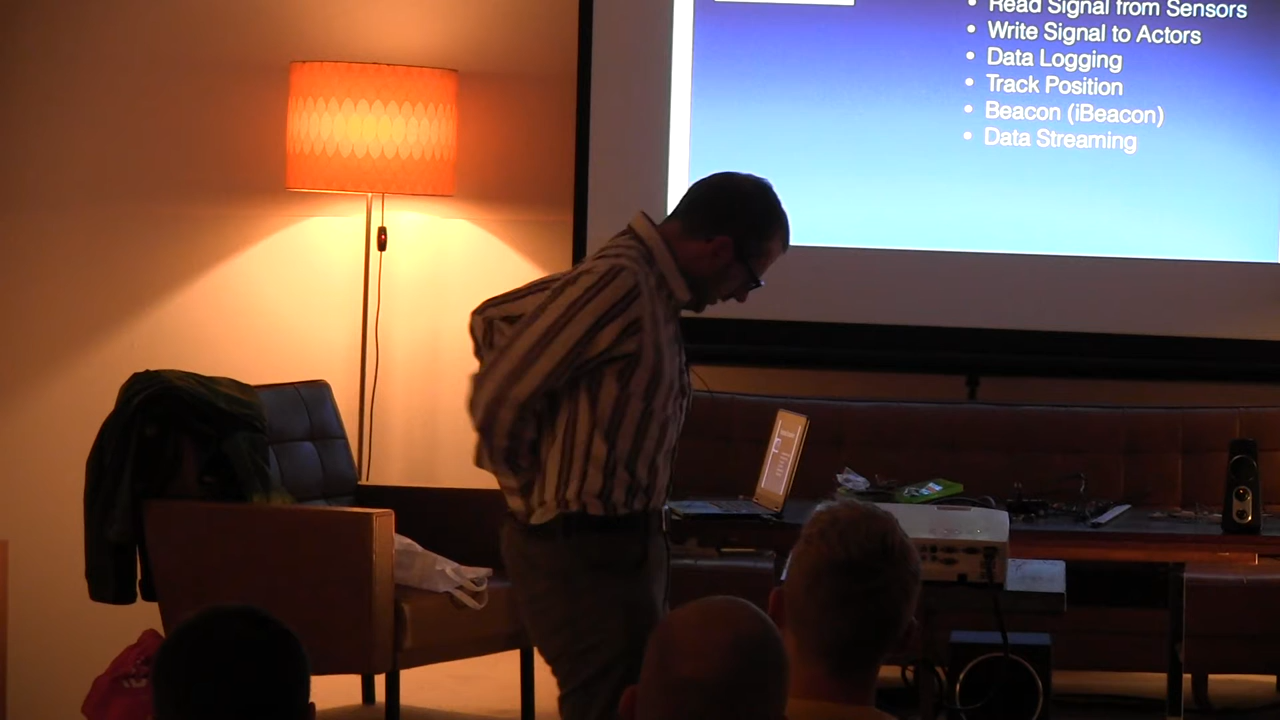 Read Signal from Sensors
Write Signal to Actors
Data Logging
Track Position
Beacon (iBeacon)
Data Streaming